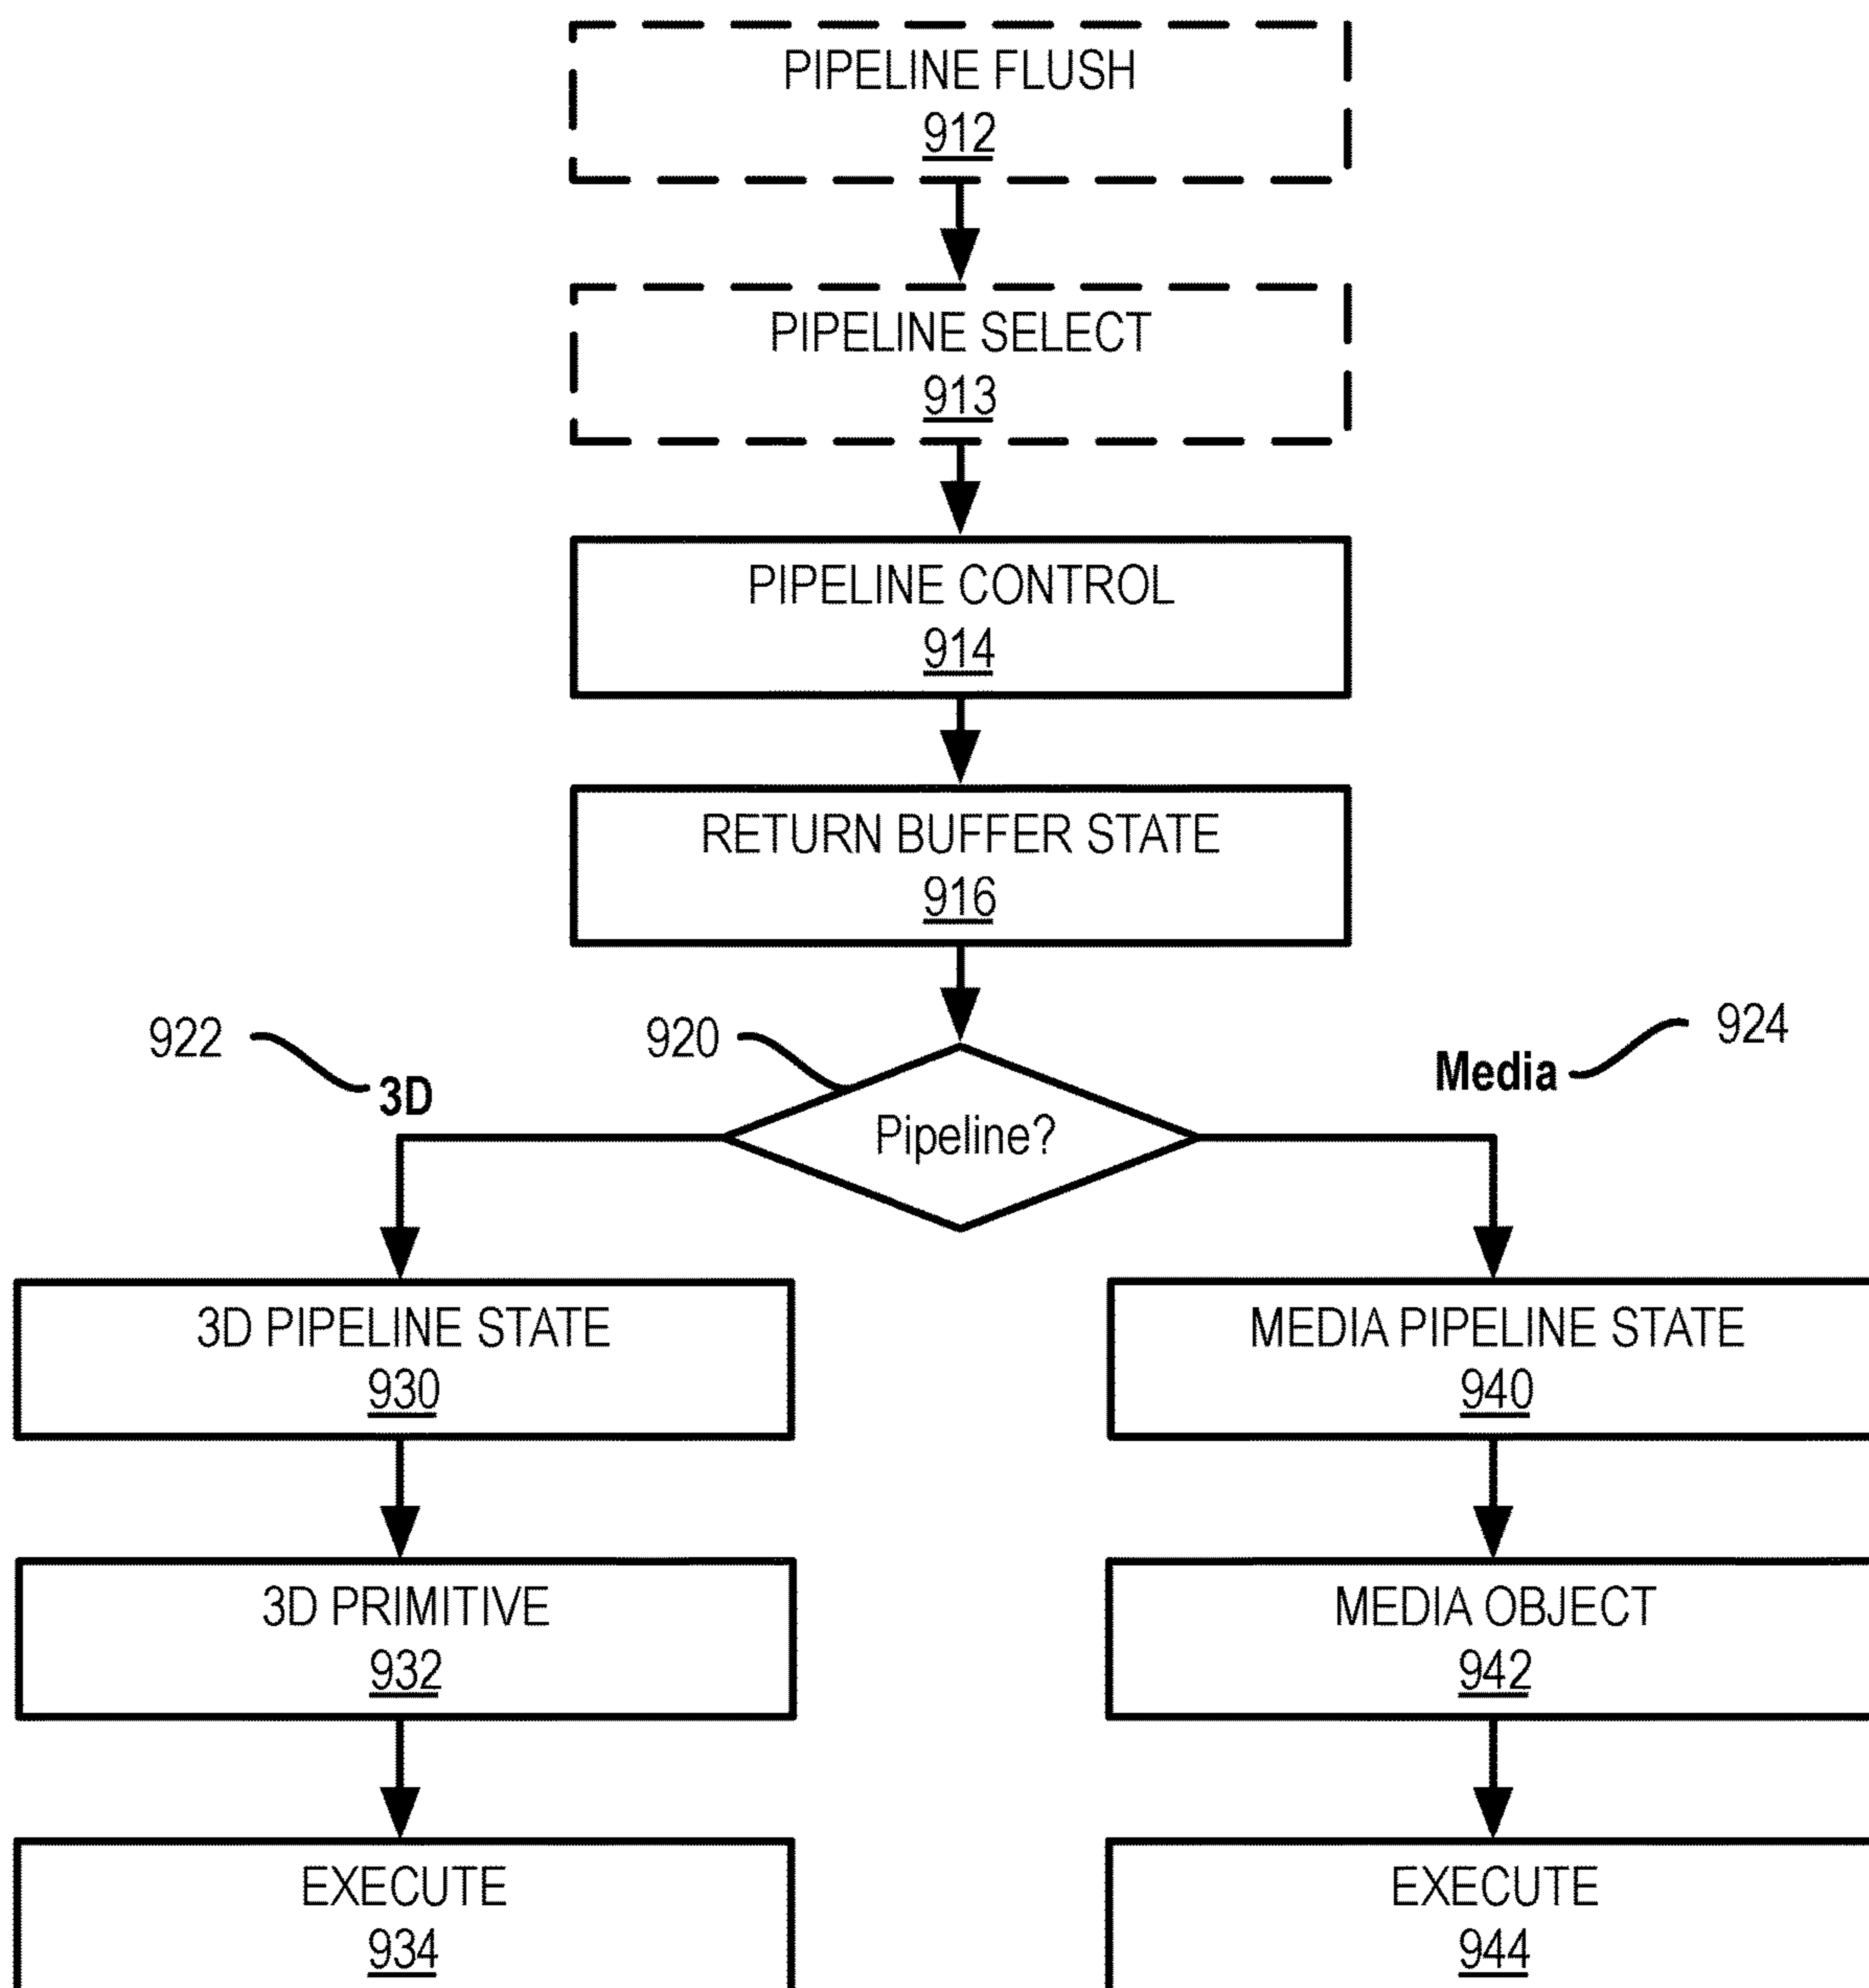 PIPELINE FLUSH
912
PIPELINE SELECT
913
PIPELINE CONTROL
914
RETURN BUFFER STATE
916
922
920
924
3D
Media
Pipeline?
3D PIPELINE STATE
930
MEDIA PIPELINE STATE
940
3D PRIMITIVE
932
MEDIA OBJECT
942
EXECUTE
934
EXECUTE
944